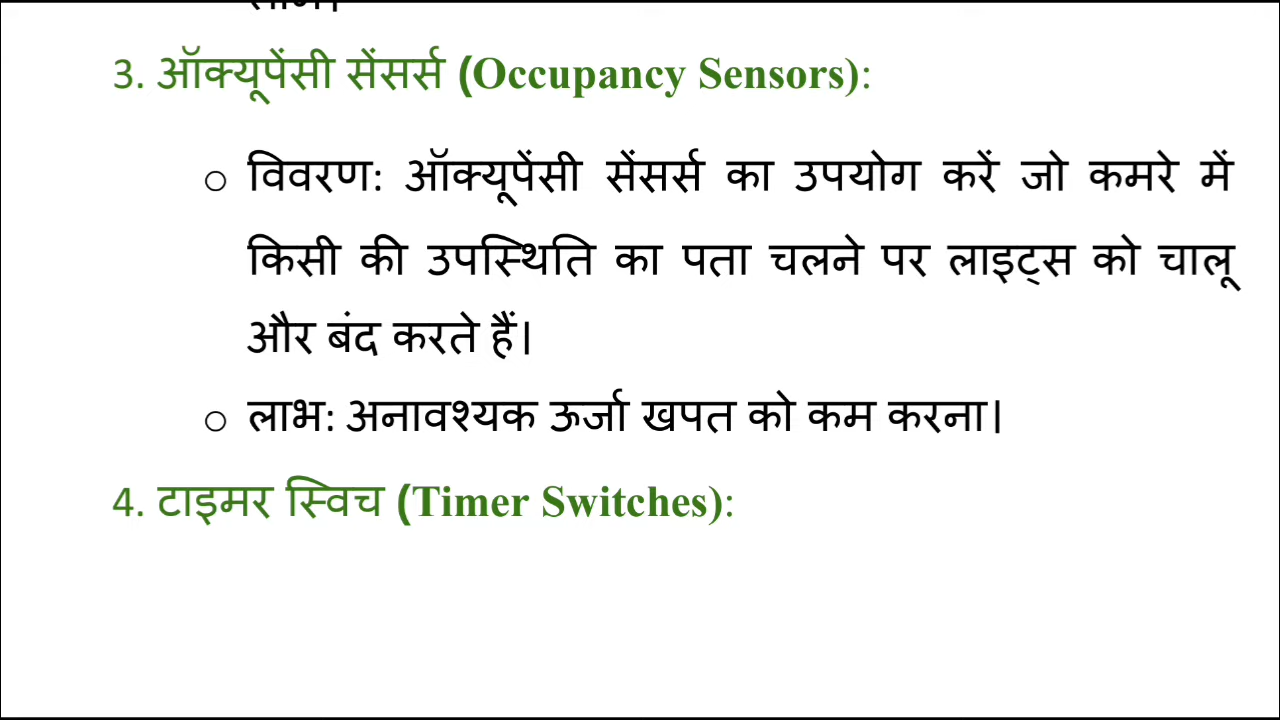 3. ऑक्यूपेंसी सेंसर्स (Occupancy Sensors):
○ विवरण: ऑक्यूपेंसी सेंसर्स का उपयोग करें जो कमरे में
किसी की उपस्थिति का पता चलने पर लाइट्स को चालू
और बंद करते हैं।
○ लाभ: अनावश्यक ऊर्जा खपत को कम करना।
4. टाइमर स्विच (Timer Switches):